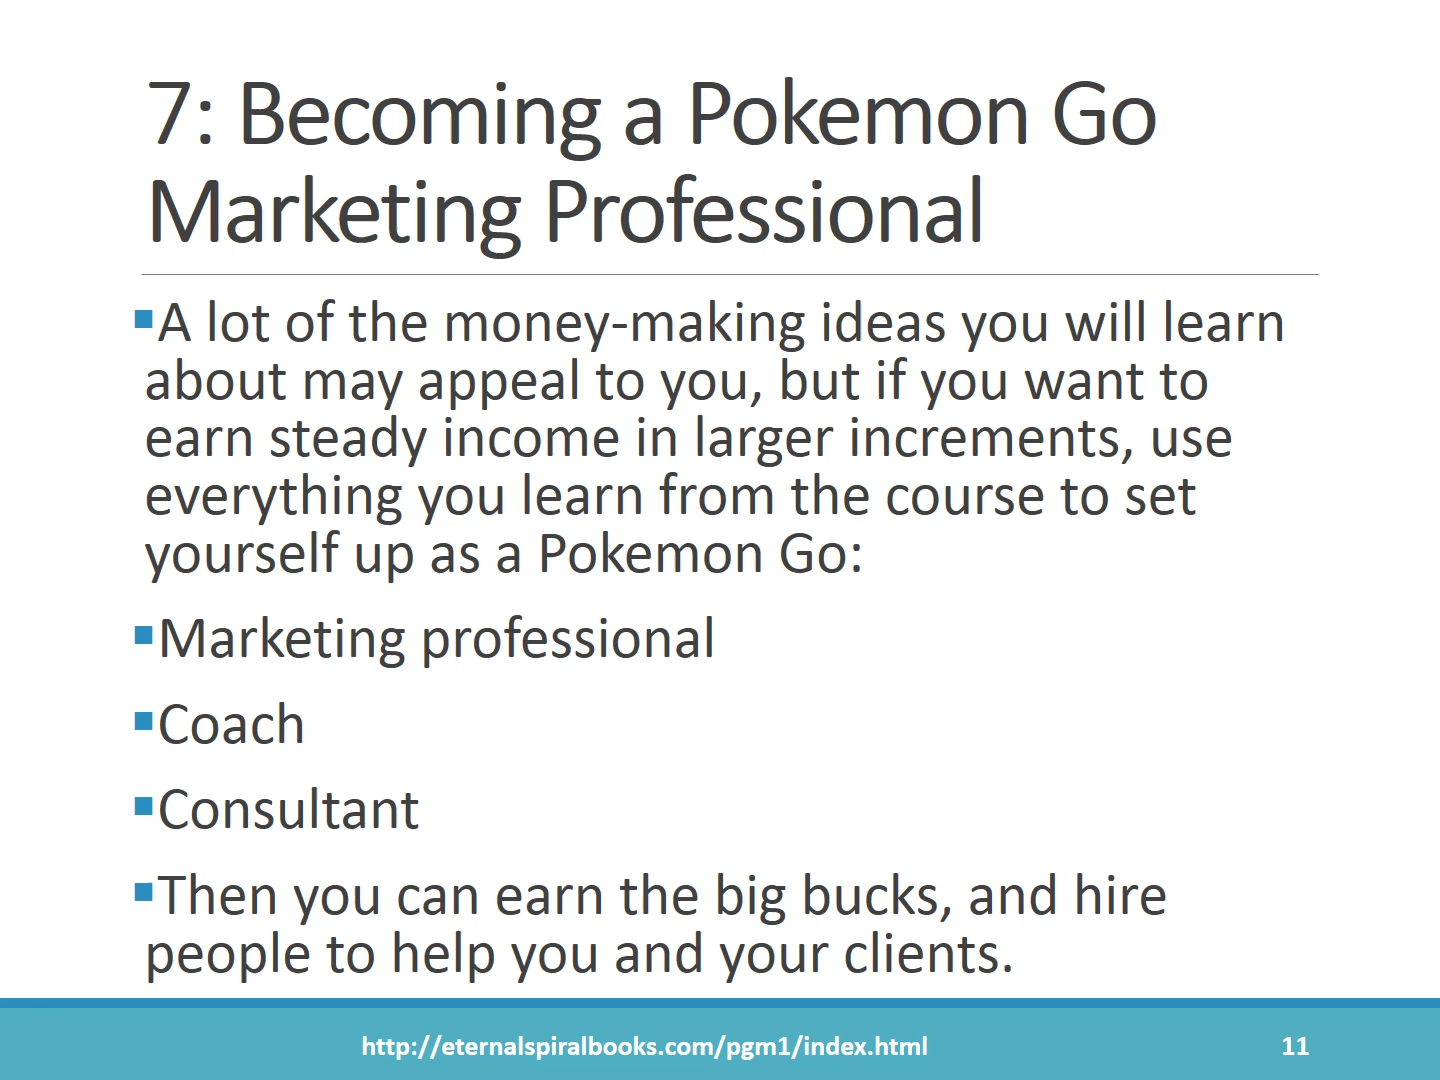 7: Becoming a Pokemon Go
Marketing Professional
▪A lot of the money-making ideas you will learn
about may appeal to you, but if you want to
earn steady income in larger increments, use
everything you learn from the course to set
yourself up as a Pokemon Go:
▪Marketing professional
▪Coach
▪Consultant
▪Then you can earn the big bucks, and hire
people to help you and your clients.
http://eternalspiralbooks.com/pgm1/index.html
11